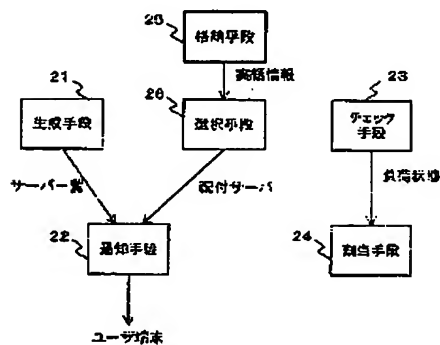 25
格納手段
実績情報
21
生成手段
26
選択手段
23
チェック
手段
サーバ一覧
配付サーバ
負荷状態
22
通知手段
24
割当手段
ユーザ端末